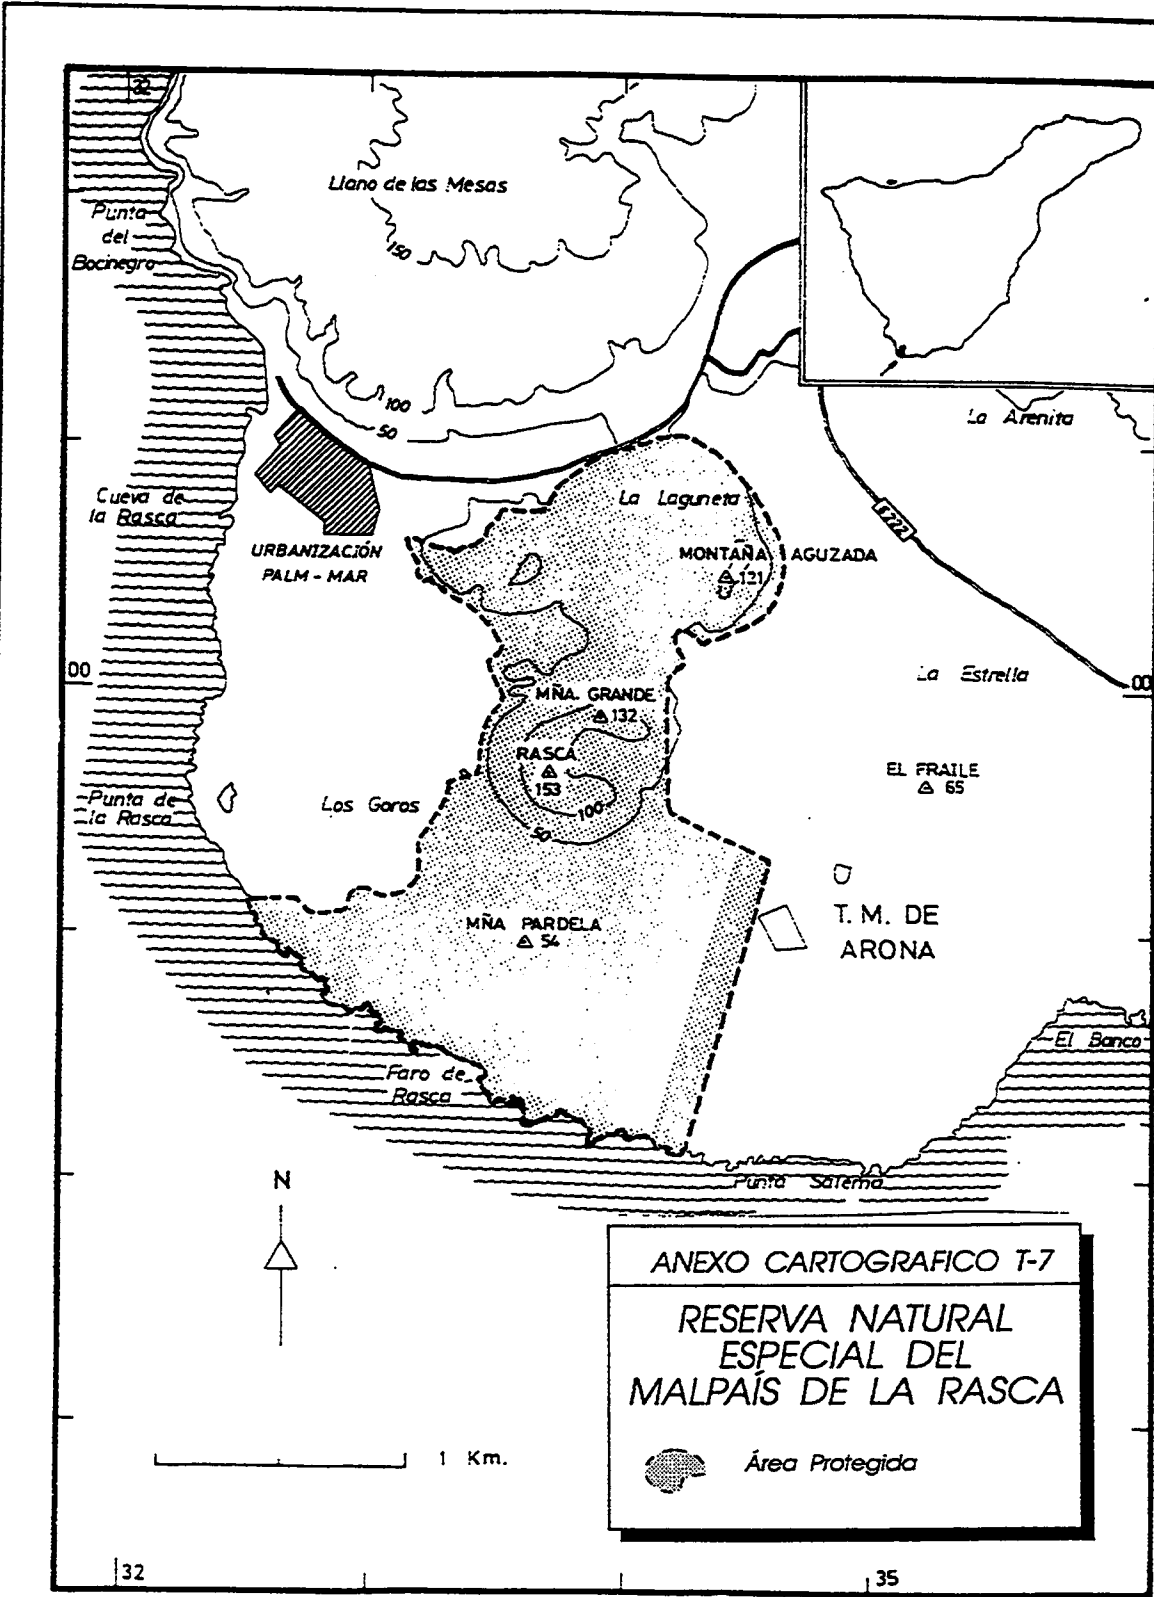 32
Llano de las Mesas
Punta
del
Bocinegro
150
100
50
La Arenita
Cueva de
la Rasca
La Laguneta
URBANIZACIÓN
PALM - MAR
MONTAÑA AGUZADA
121
00
La Estrella
00
MÑA. GRANDE
132
RASCA
153
EL FRAILE
65
Punta de
la Rasca
Los Goros
100
50
MÑA PARDELA
54
T. M. DE
ARONA
El Banco
Faro de
Rasca
Punta Salema
N
ANEXO CARTOGRAFICO T-7
RESERVA NATURAL
ESPECIAL DEL
MALPAÍS DE LA RASCA
1 Km.
Área Protegida
32
35